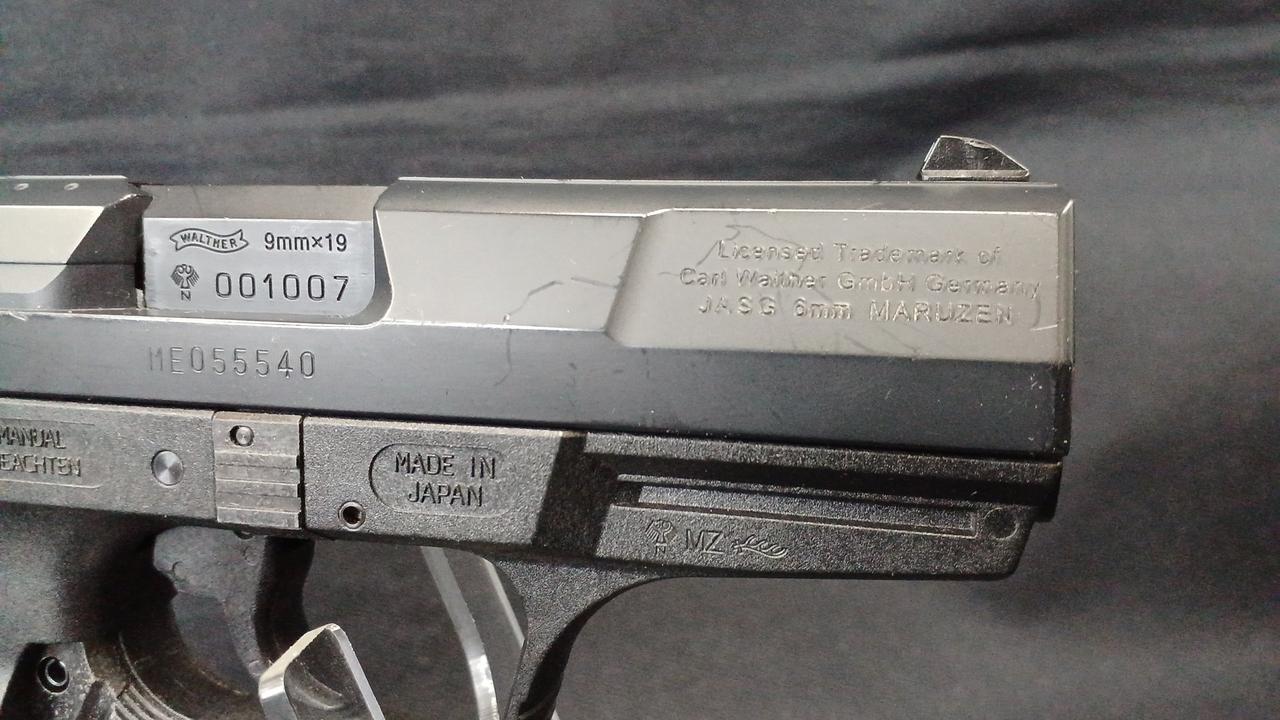 WALTHER 9mm×19
N 001007
Licensed Trademark of
Carl Walther GmbH Germany
JASG 6mm MARUZEN
ME055540
MANUAL
EACHTEN
MADE IN
JAPAN
N MZ